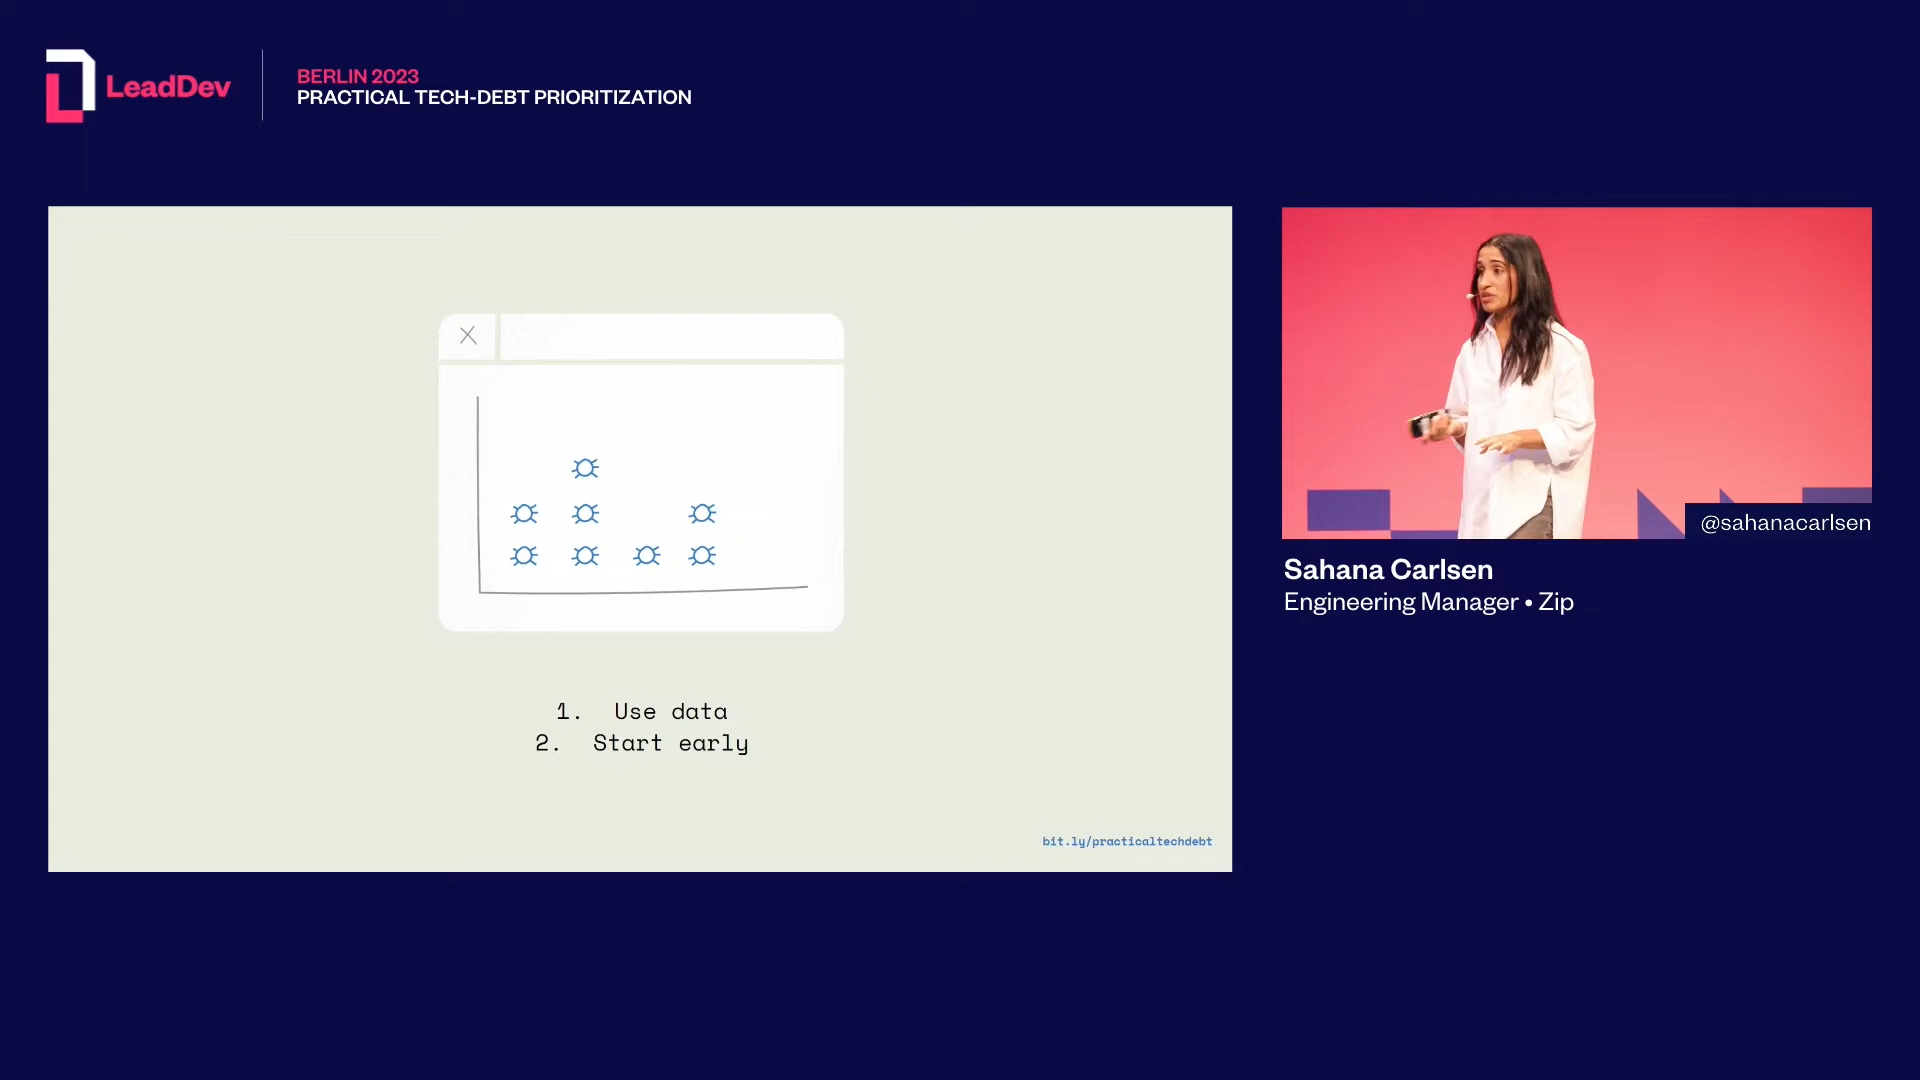 LeadDev
BERLIN 2023
PRACTICAL TECH-DEBT PRIORITIZATION
1. Use data
2. Start early
bit.ly/practicaltechdebt
@sahanacarlsen
Sahana Carlsen
Engineering Manager • Zip